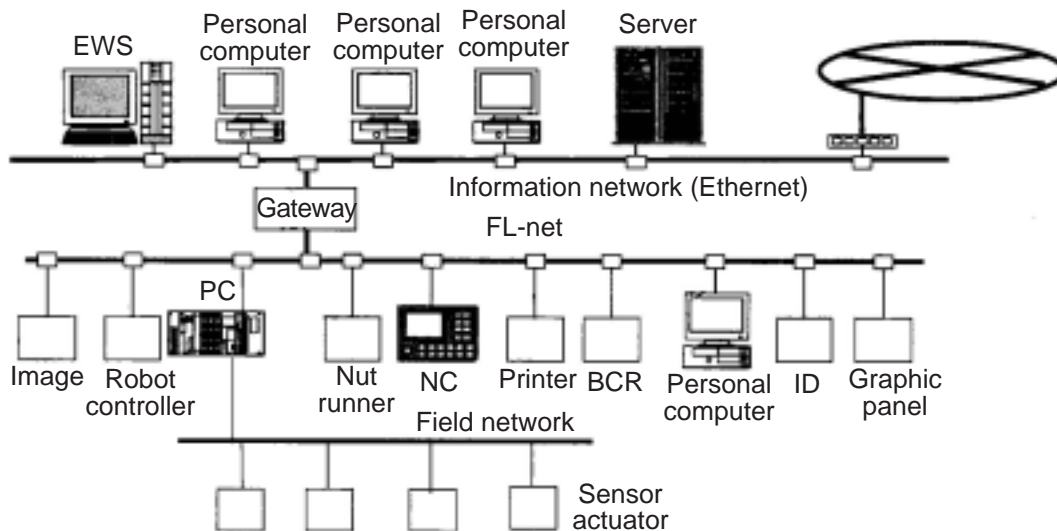 EWS
Personal
computer
Personal
computer
Personal
computer
Server
Information network (Ethernet)
Gateway
FL-net
PC
Image
Robot
controller
Nut
runner
NC
Printer
BCR
Personal
computer
ID
Graphic
panel
Field network
Sensor
actuator